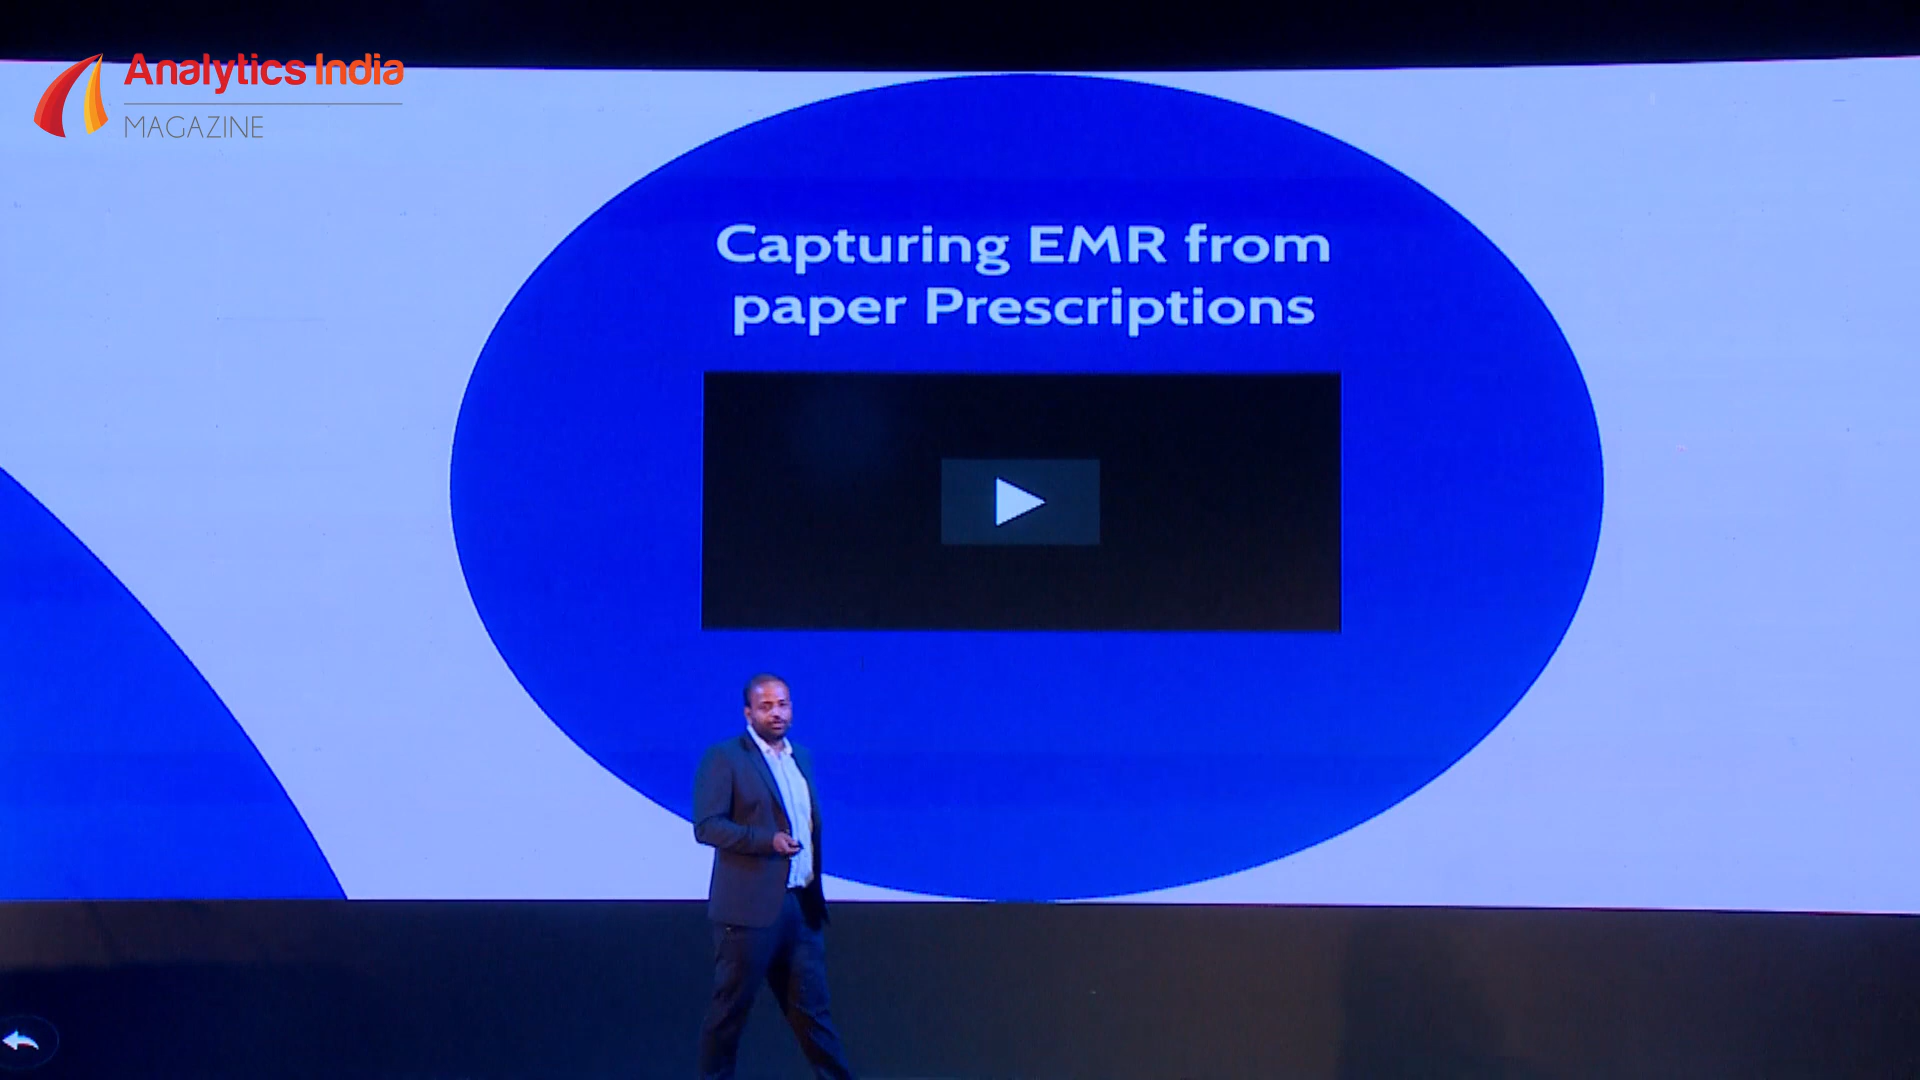 Analytics India
MAGAZINE
Capturing EMR from
paper Prescriptions